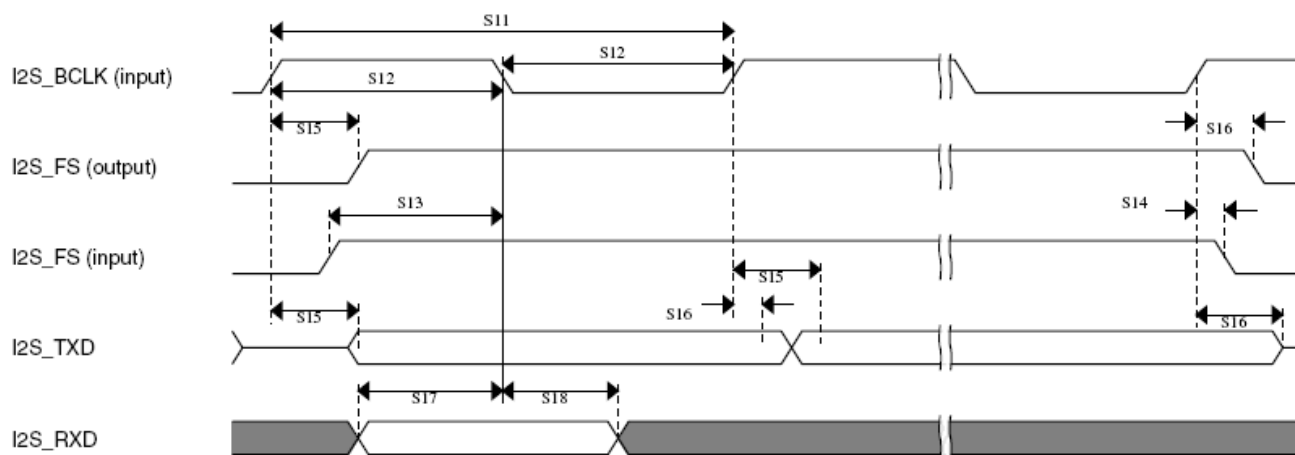 S11
I2S_BCLK (input)
S12
S12
S15
S16
I2S_FS (output)
S13
S14
I2S_FS (input)
S15
S15
S16
S16
I2S_TXD
S17
S18
I2S_RXD